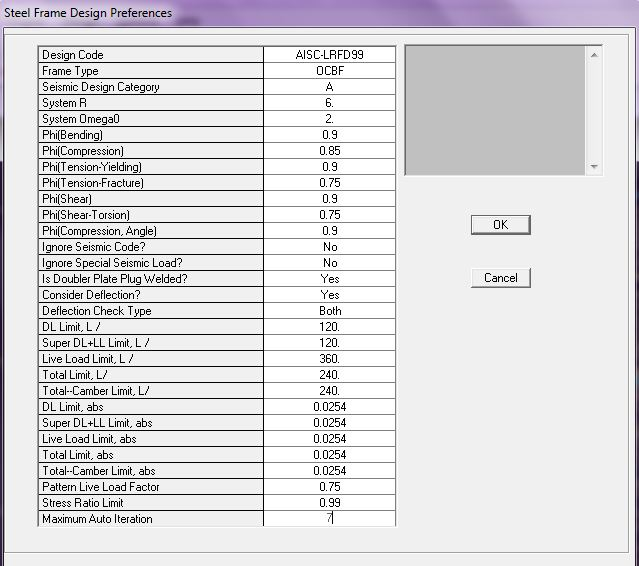 Steel Frame Design Preferences
Design Code AISC-LRFD99
Frame Type OCBF
Seismic Design Category A
System R 6.
System Omega0 2.
Phi(Bending) 0.9
Phi(Compression) 0.85
Phi(Tension-Yielding) 0.9
Phi(Tension-Fracture) 0.75
Phi(Shear) 0.9
Phi(Shear-Torsion) 0.75
Phi(Compression, Angle) 0.9
Ignore Seismic Code? No
Ignore Special Seismic Load? No
Is Doubler Plate Plug Welded? Yes
Consider Deflection? Yes
Deflection Check Type Both
DL Limit, L / 120.
Super DL+LL Limit, L / 120.
Live Load Limit, L / 360.
Total Limit, L/ 240.
Total--Camber Limit, L/ 240.
DL Limit, abs 0.0254
Super DL+LL Limit, abs 0.0254
Live Load Limit, abs 0.0254
Total Limit, abs 0.0254
Total--Camber Limit, abs 0.0254
Pattern Live Load Factor 0.75
Stress Ratio Limit 0.99
Maximum Auto Iteration 7
OK
Cancel